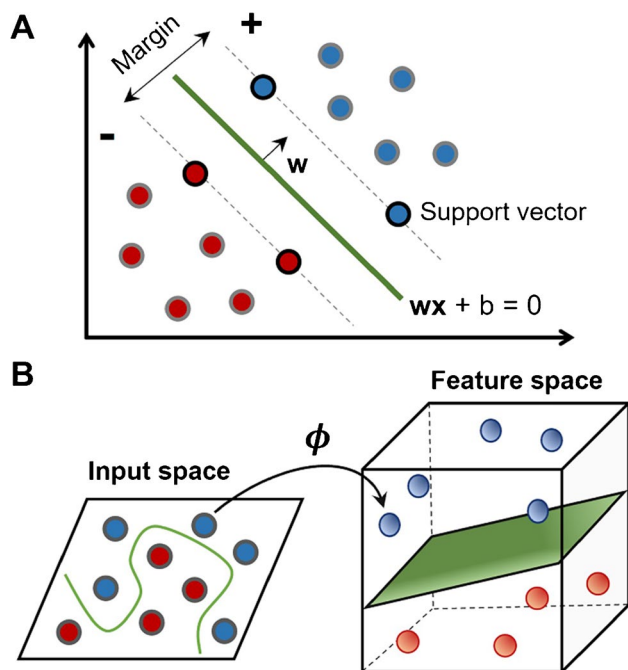 A
+
Margin
-
w
Support vector
wx + b = 0
B
Feature space
ϕ
Input space